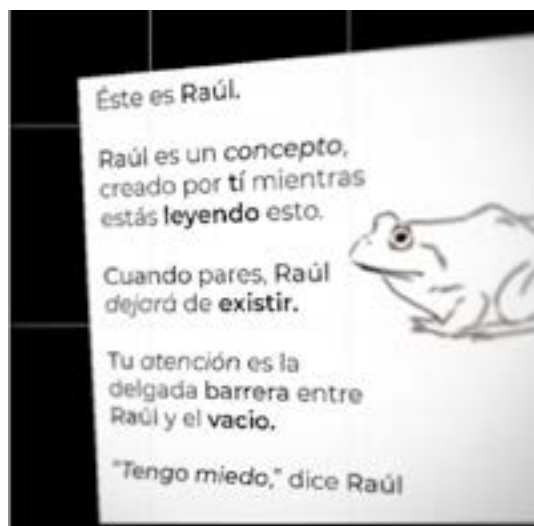 Éste es Raúl.
Raúl es un concepto,
creado por tí mientras
estás leyendo esto.
Cuando pares, Raúl
dejará de existir.
Tu atención es la
delgada barrera entre
Raúl y el vacio.
"Tengo miedo," dice Raúl